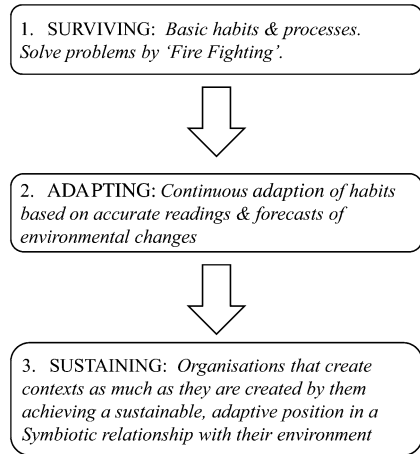 1. SURVIVING: Basic habits & processes.
Solve problems by ‘Fire Fighting’.
2. ADAPTING: Continuous adaption of habits
based on accurate readings & forecasts of
environmental changes
3. SUSTAINING: Organisations that create
contexts as much as they are created by them
achieving a sustainable, adaptive position in a
Symbiotic relationship with their environment